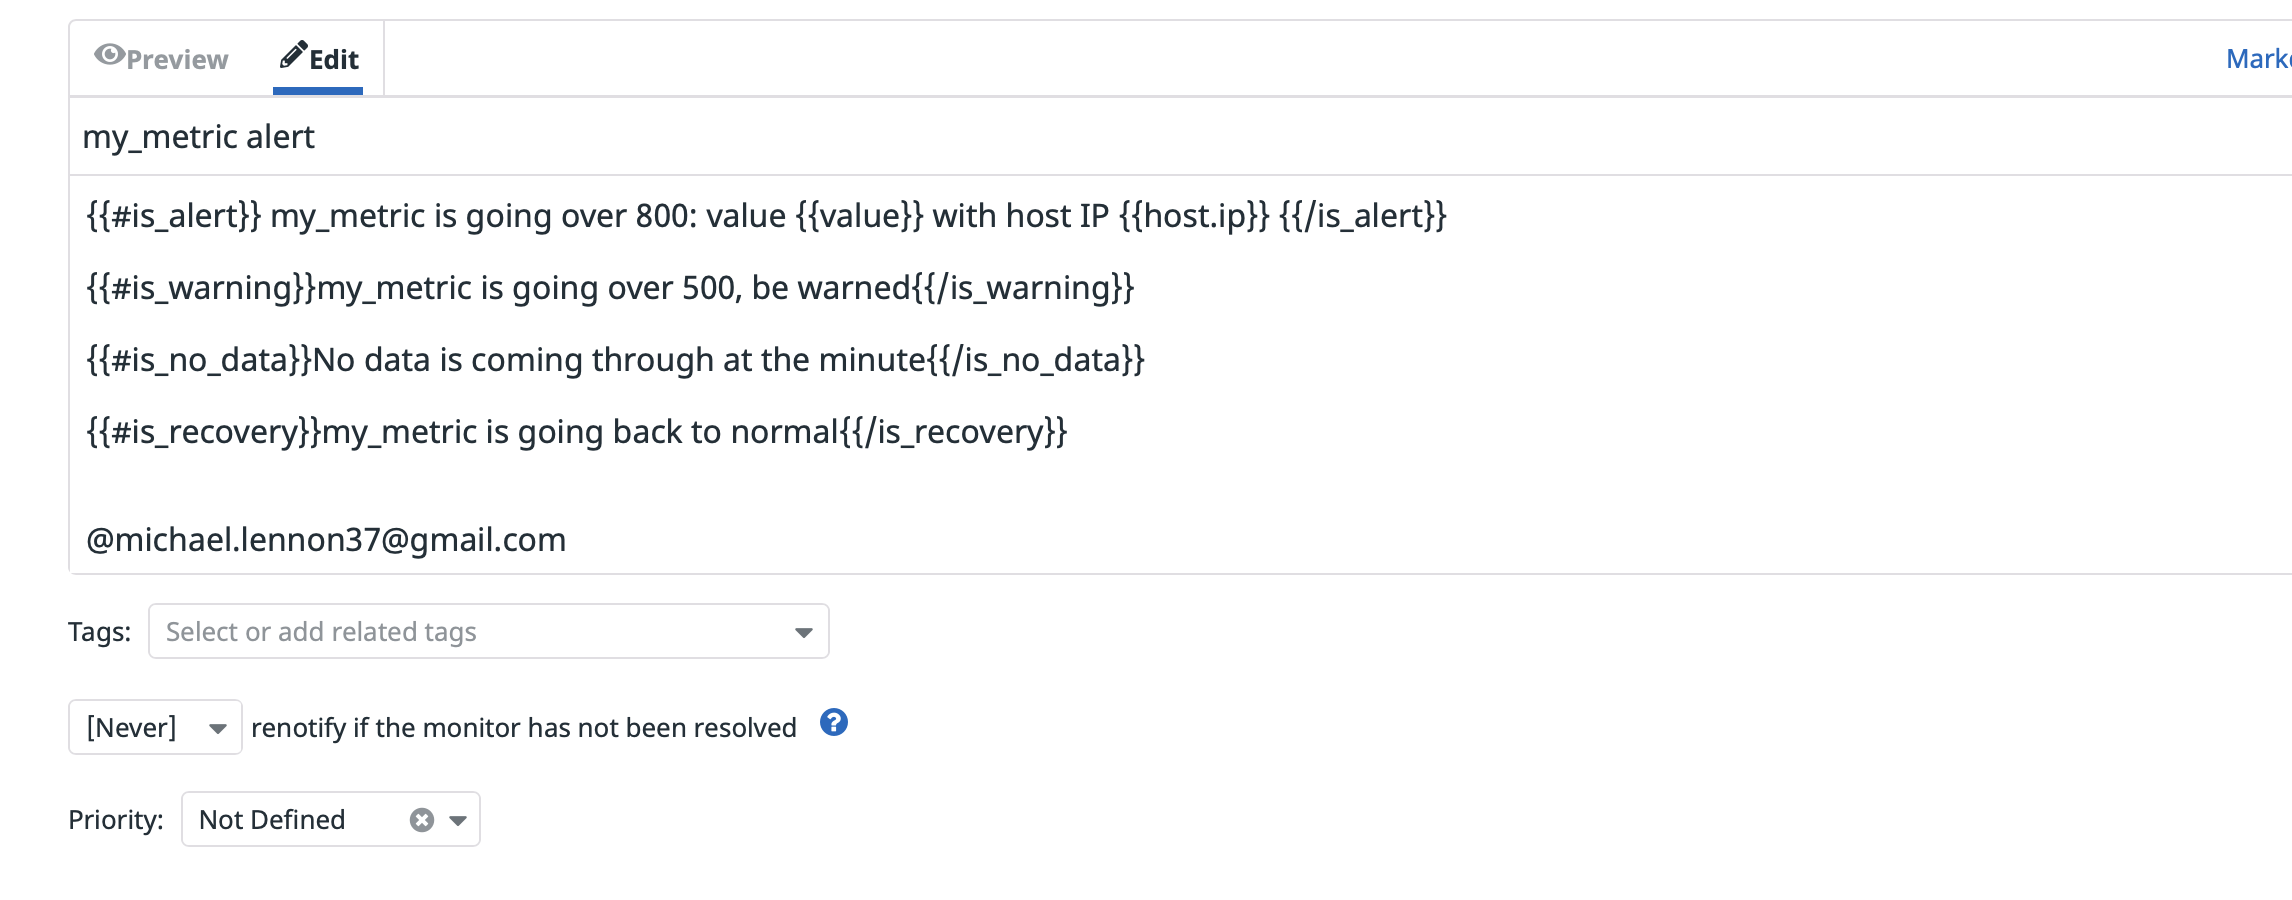 Preview Edit
my_metric alert
{{#is_alert}} my_metric is going over 800: value {{value}} with host IP {{host.ip}} {{/is_alert}}
{{#is_warning}}my_metric is going over 500, be warned{{/is_warning}}
{{#is_no_data}}No data is coming through at the minute{{/is_no_data}}
{{#is_recovery}}my_metric is going back to normal{{/is_recovery}}
@michael.lennon37@gmail.com
Tags: Select or add related tags
[Never] renotify if the monitor has not been resolved ?
Priority: Not Defined